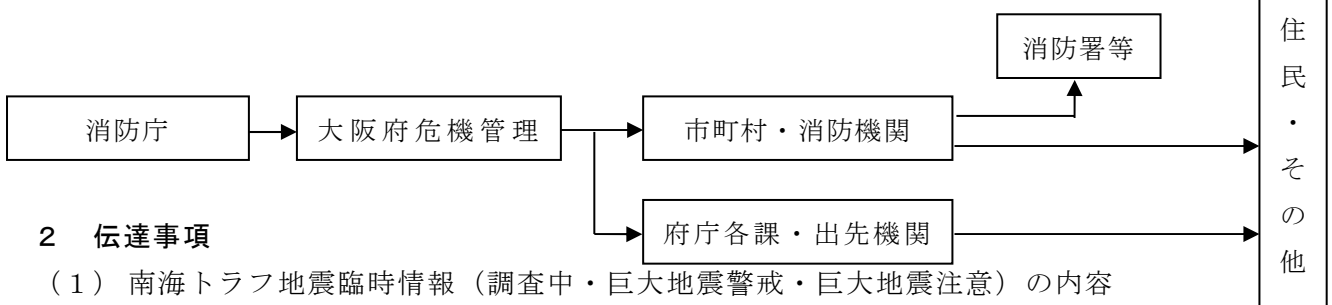 消防署等
消防庁
大阪府危機管理
市町村・消防機関
府庁各課・出先機関
住民・その他
2 伝達事項
（1） 南海トラフ地震臨時情報（調査中・巨大地震警戒・巨大地震注意）の内容